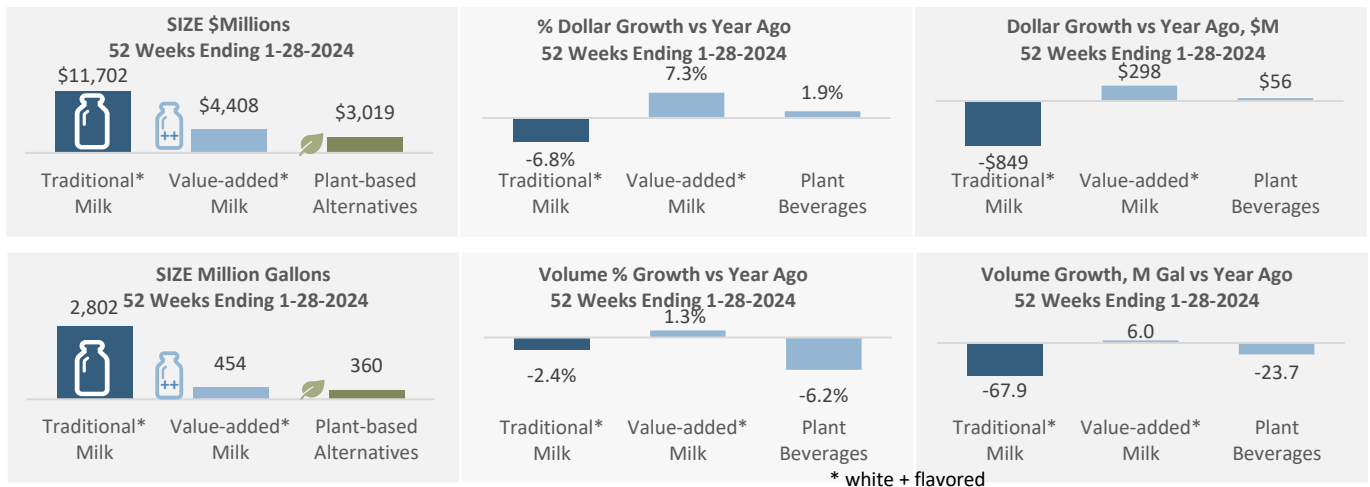 SIZE $Millions
52 Weeks Ending 1-28-2024
$11,702
$4,408
$3,019
++
Traditional* Value-added* Plant-based
Milk Milk Alternatives
% Dollar Growth vs Year Ago
52 Weeks Ending 1-28-2024
7.3%
1.9%
-6.8%
Traditional* Value-added* Plant
Milk Milk Beverages
Dollar Growth vs Year Ago, $M
52 Weeks Ending 1-28-2024
$298
$56
-$849
Traditional* Value-added* Plant
Milk Milk Beverages
SIZE Million Gallons
52 Weeks Ending 1-28-2024
2,802
454
360
++
Traditional* Value-added* Plant-based
Milk Milk Alternatives
Volume % Growth vs Year Ago
52 Weeks Ending 1-28-2024
1.3%
-2.4%
-6.2%
Traditional* Value-added* Plant
Milk Milk Beverages
Volume Growth, M Gal vs Year Ago
52 Weeks Ending 1-28-2024
6.0
-67.9
-23.7
Traditional* Value-added* Plant
Milk Milk Beverages
* white + flavored